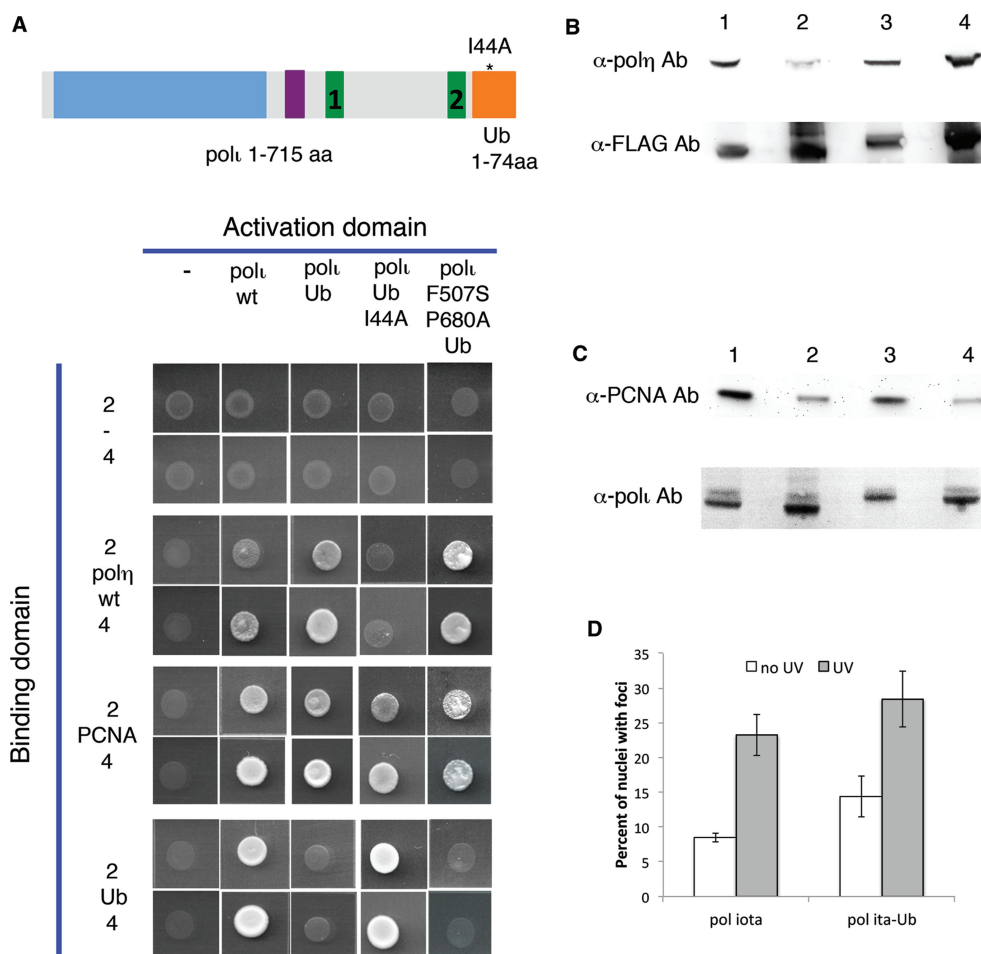 A
I44A
*
1
2
polι 1-715 aa
Ub
1-74aa
Activation domain
-
polι
wt
polι
Ub
polι
Ub
I44A
polι
F507S
P680A
Ub
Binding domain
2
-
4
2
polη
wt
4
2
PCNA
4
2
Ub
4
B
1 2 3 4
α-polη Ab
α-FLAG Ab
C
1 2 3 4
α-PCNA Ab
α-polι Ab
D
Percent of nuclei with foci
35
30
25
20
15
10
5
0
no UV UV
pol iota pol ita-Ub